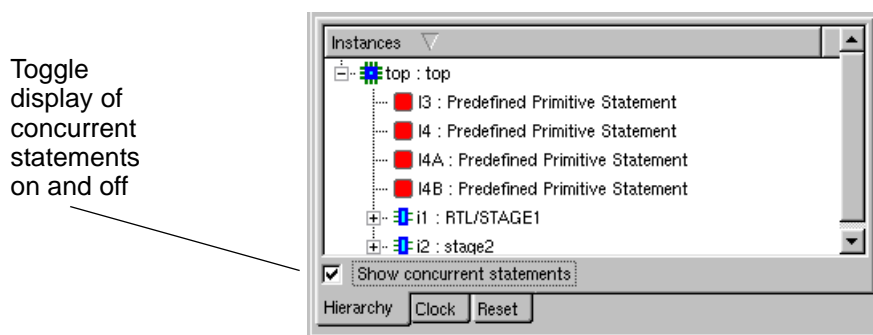 Toggle
display of
concurrent
statements
on and off
Instances
top : top
I3 : Predefined Primitive Statement
I4 : Predefined Primitive Statement
I4A : Predefined Primitive Statement
I4B : Predefined Primitive Statement
i1 : RTL/STAGE1
i2 : stage2
Show concurrent statements
Hierarchy Clock Reset